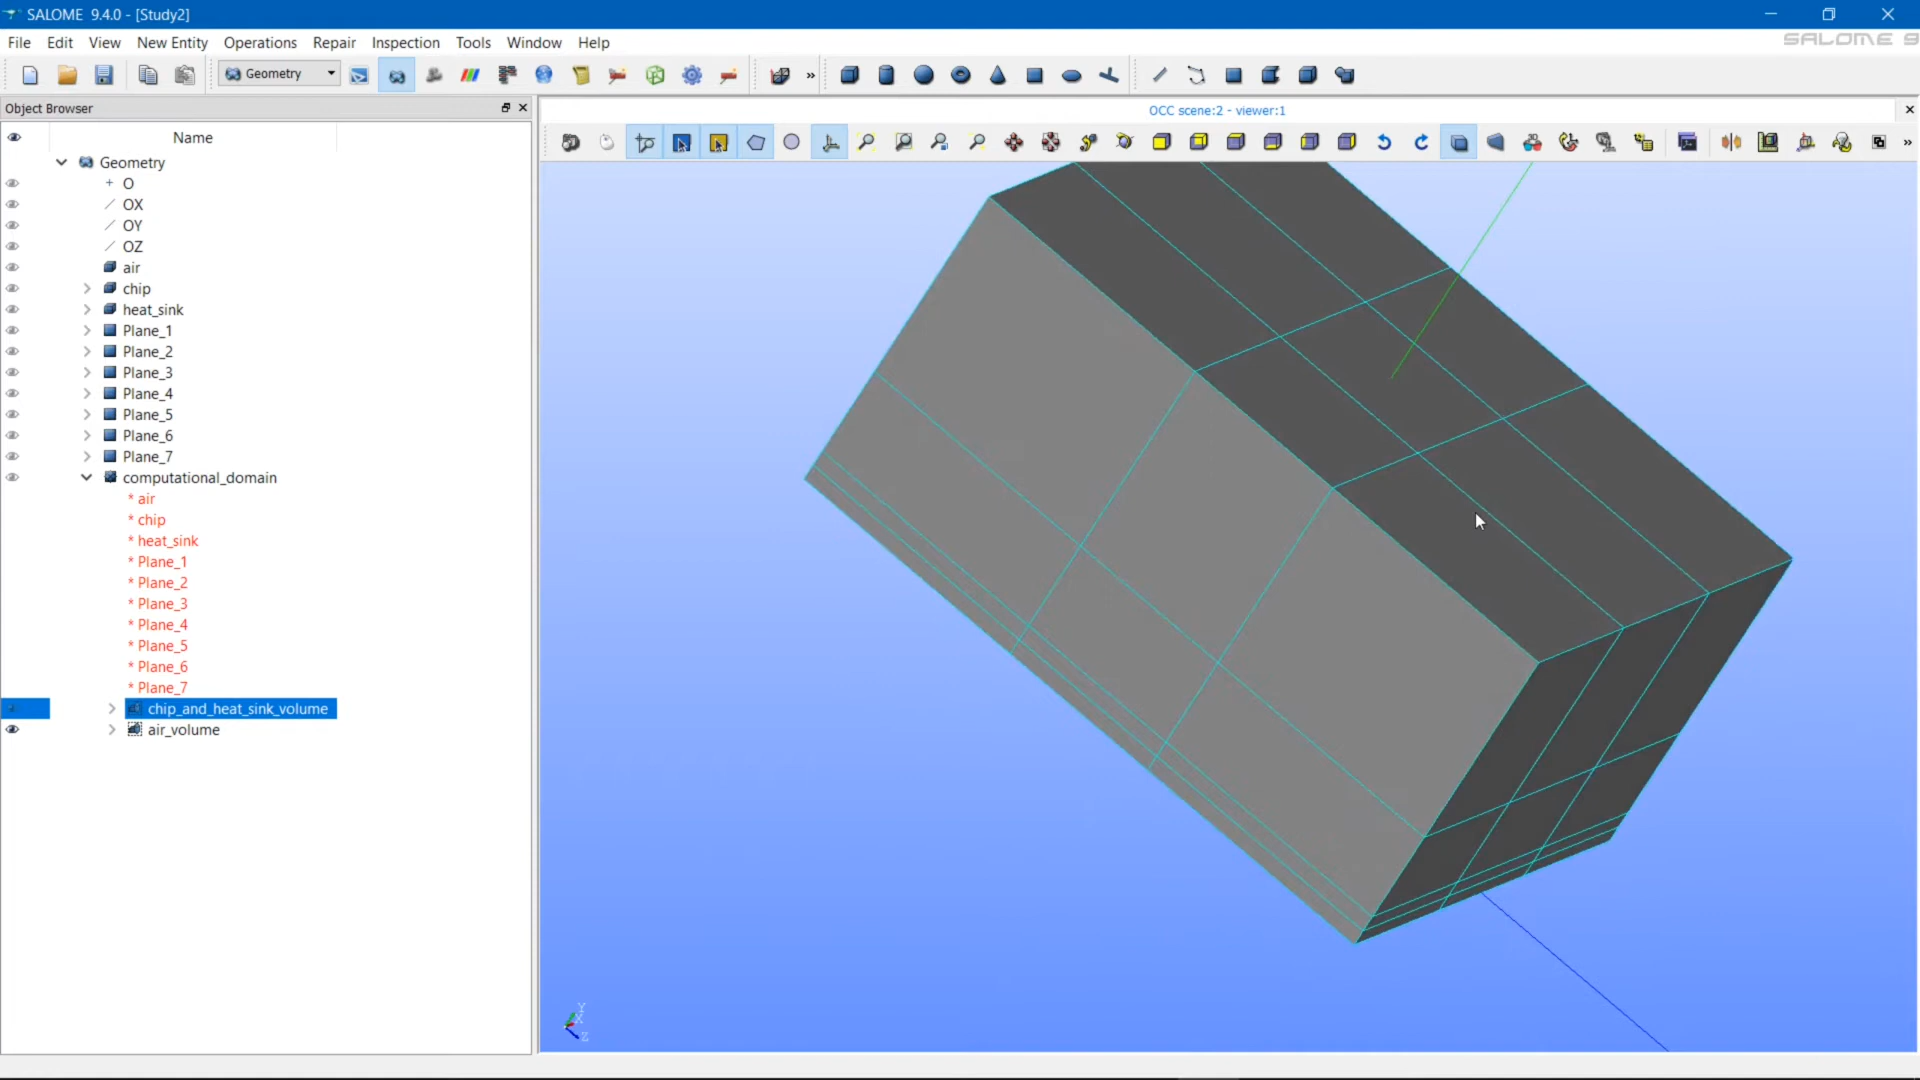 SALOME 9.4.0 - [Study2]
File Edit View New Entity Operations Repair Inspection Tools Window Help
SALOME 9
Geometry
»
Object Browser
OCC scene:2 - viewer:1
Name
»
Geometry
O
OX
OY
OZ
air
chip
heat_sink
Plane_1
Plane_2
Plane_3
Plane_4
Plane_5
Plane_6
Plane_7
computational_domain
* air
* chip
* heat_sink
* Plane_1
* Plane_2
* Plane_3
* Plane_4
* Plane_5
* Plane_6
* Plane_7
chip_and_heat_sink_volume
air_volume
Y
X
Z